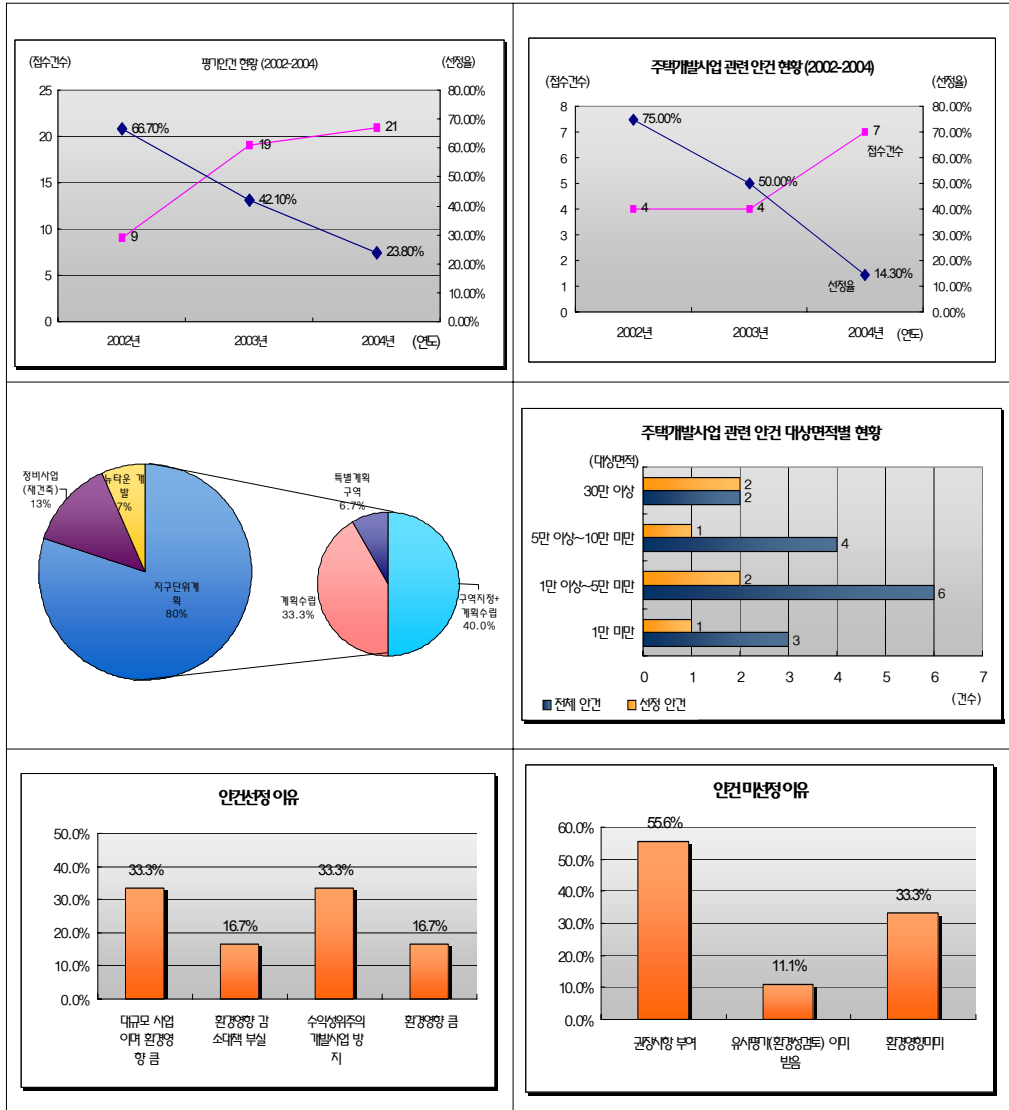 평가안건 현황 (2002-2004)
(접수건수)
(선정율)
25
20
15
10
5
0
80.00%
70.00%
60.00%
50.00%
40.00%
30.00%
20.00%
10.00%
0.00%
66.70%
42.10%
23.80%
9
19
21
2002년
2003년
2004년
(연도)
주택개발사업 관련 안건 현황 (2002-2004)
(접수건수)
(선정율)
8
7
6
5
4
3
2
1
0
80.00%
70.00%
60.00%
50.00%
40.00%
30.00%
20.00%
10.00%
0.00%
75.00%
50.00%
14.30%
4
4
7
접수건수
선정율
2002년
2003년
2004년
(연도)
정비사업
(재건축)
13%
뉴타운 개
발
7%
지구단위계
획
80%
특별계획
구역
6.7%
계획수립
33.3%
구역지정+
계획수립
40.0%
주택개발사업 관련 안건 대상면적별 현황
(대상면적)
30만 이상
2
2
5만 이상~10만 미만
1
4
1만 이상~5만 미만
2
6
1만 미만
1
3
0 1 2 3 4 5 6 7
(건수)
전체 안건 선정 안건
안건선정 이유
50.0%
40.0%
30.0%
20.0%
10.0%
0.0%
33.3%
16.7%
33.3%
16.7%
대규모 사업
이며 환경영
향 큼
환경영향 감
소대책 부실
수익성위주의
개발사업 방
지
환경영향 큼
안건 미선정 이유
60.0%
50.0%
40.0%
30.0%
20.0%
10.0%
0.0%
55.6%
11.1%
33.3%
권장사항 부여
유사평가(환경성검토) 이미
받음
환경영향미미